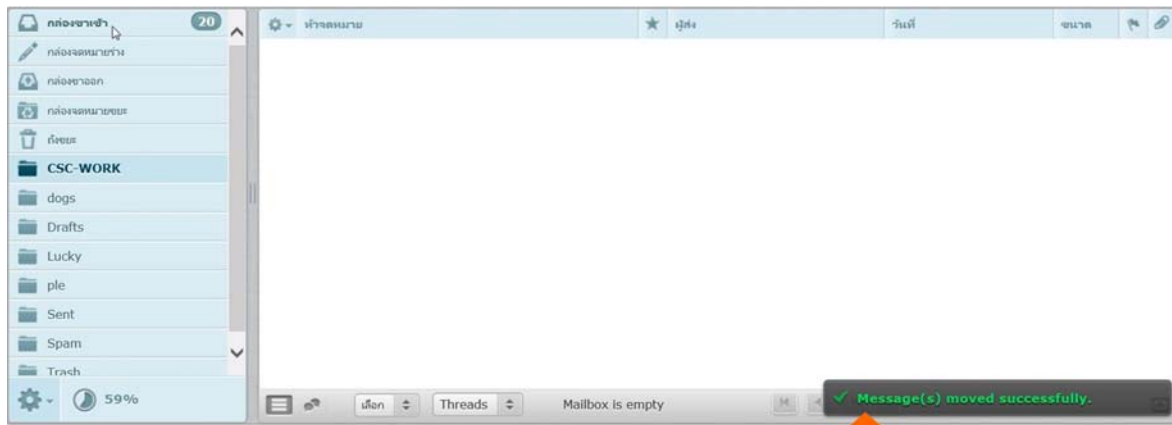 กล่องขาเข้า 20
กล่องจดหมายร่าง
กล่องขาออก
กล่องจดหมายขยะ
ถังขยะ
CSC-WORK
dogs
Drafts
Lucky
ple
Sent
Spam
Trash
59%
หัวจดหมาย ผู้ส่ง วันที่ ขนาด
เลือก Threads Mailbox is empty
Message(s) moved successfully.